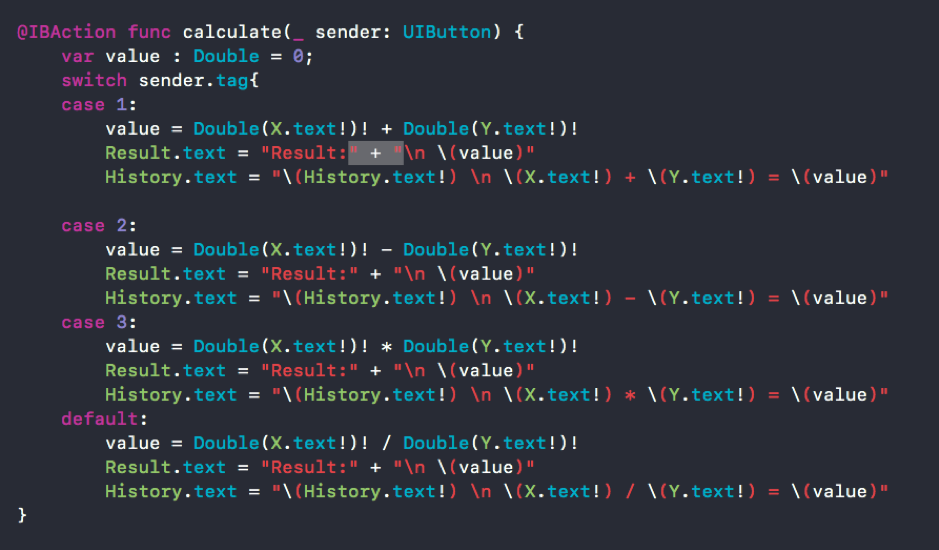 @IBAction func calculate(_ sender: UIButton) {
    var value : Double = 0;
    switch sender.tag{
    case 1:
        value = Double(X.text!)! + Double(Y.text!)!
        Result.text = "Result:" + "\n \(value)"
        History.text = "\(History.text!) \n \(X.text!) + \(Y.text!) = \(value)"

    case 2:
        value = Double(X.text!)! - Double(Y.text!)!
        Result.text = "Result:" + "\n \(value)"
        History.text = "\(History.text!) \n \(X.text!) - \(Y.text!) = \(value)"
    case 3:
        value = Double(X.text!)! * Double(Y.text!)!
        Result.text = "Result:" + "\n \(value)"
        History.text = "\(History.text!) \n \(X.text!) * \(Y.text!) = \(value)"
    default:
        value = Double(X.text!)! / Double(Y.text!)!
        Result.text = "Result:" + "\n \(value)"
        History.text = "\(History.text!) \n \(X.text!) / \(Y.text!) = \(value)"
}